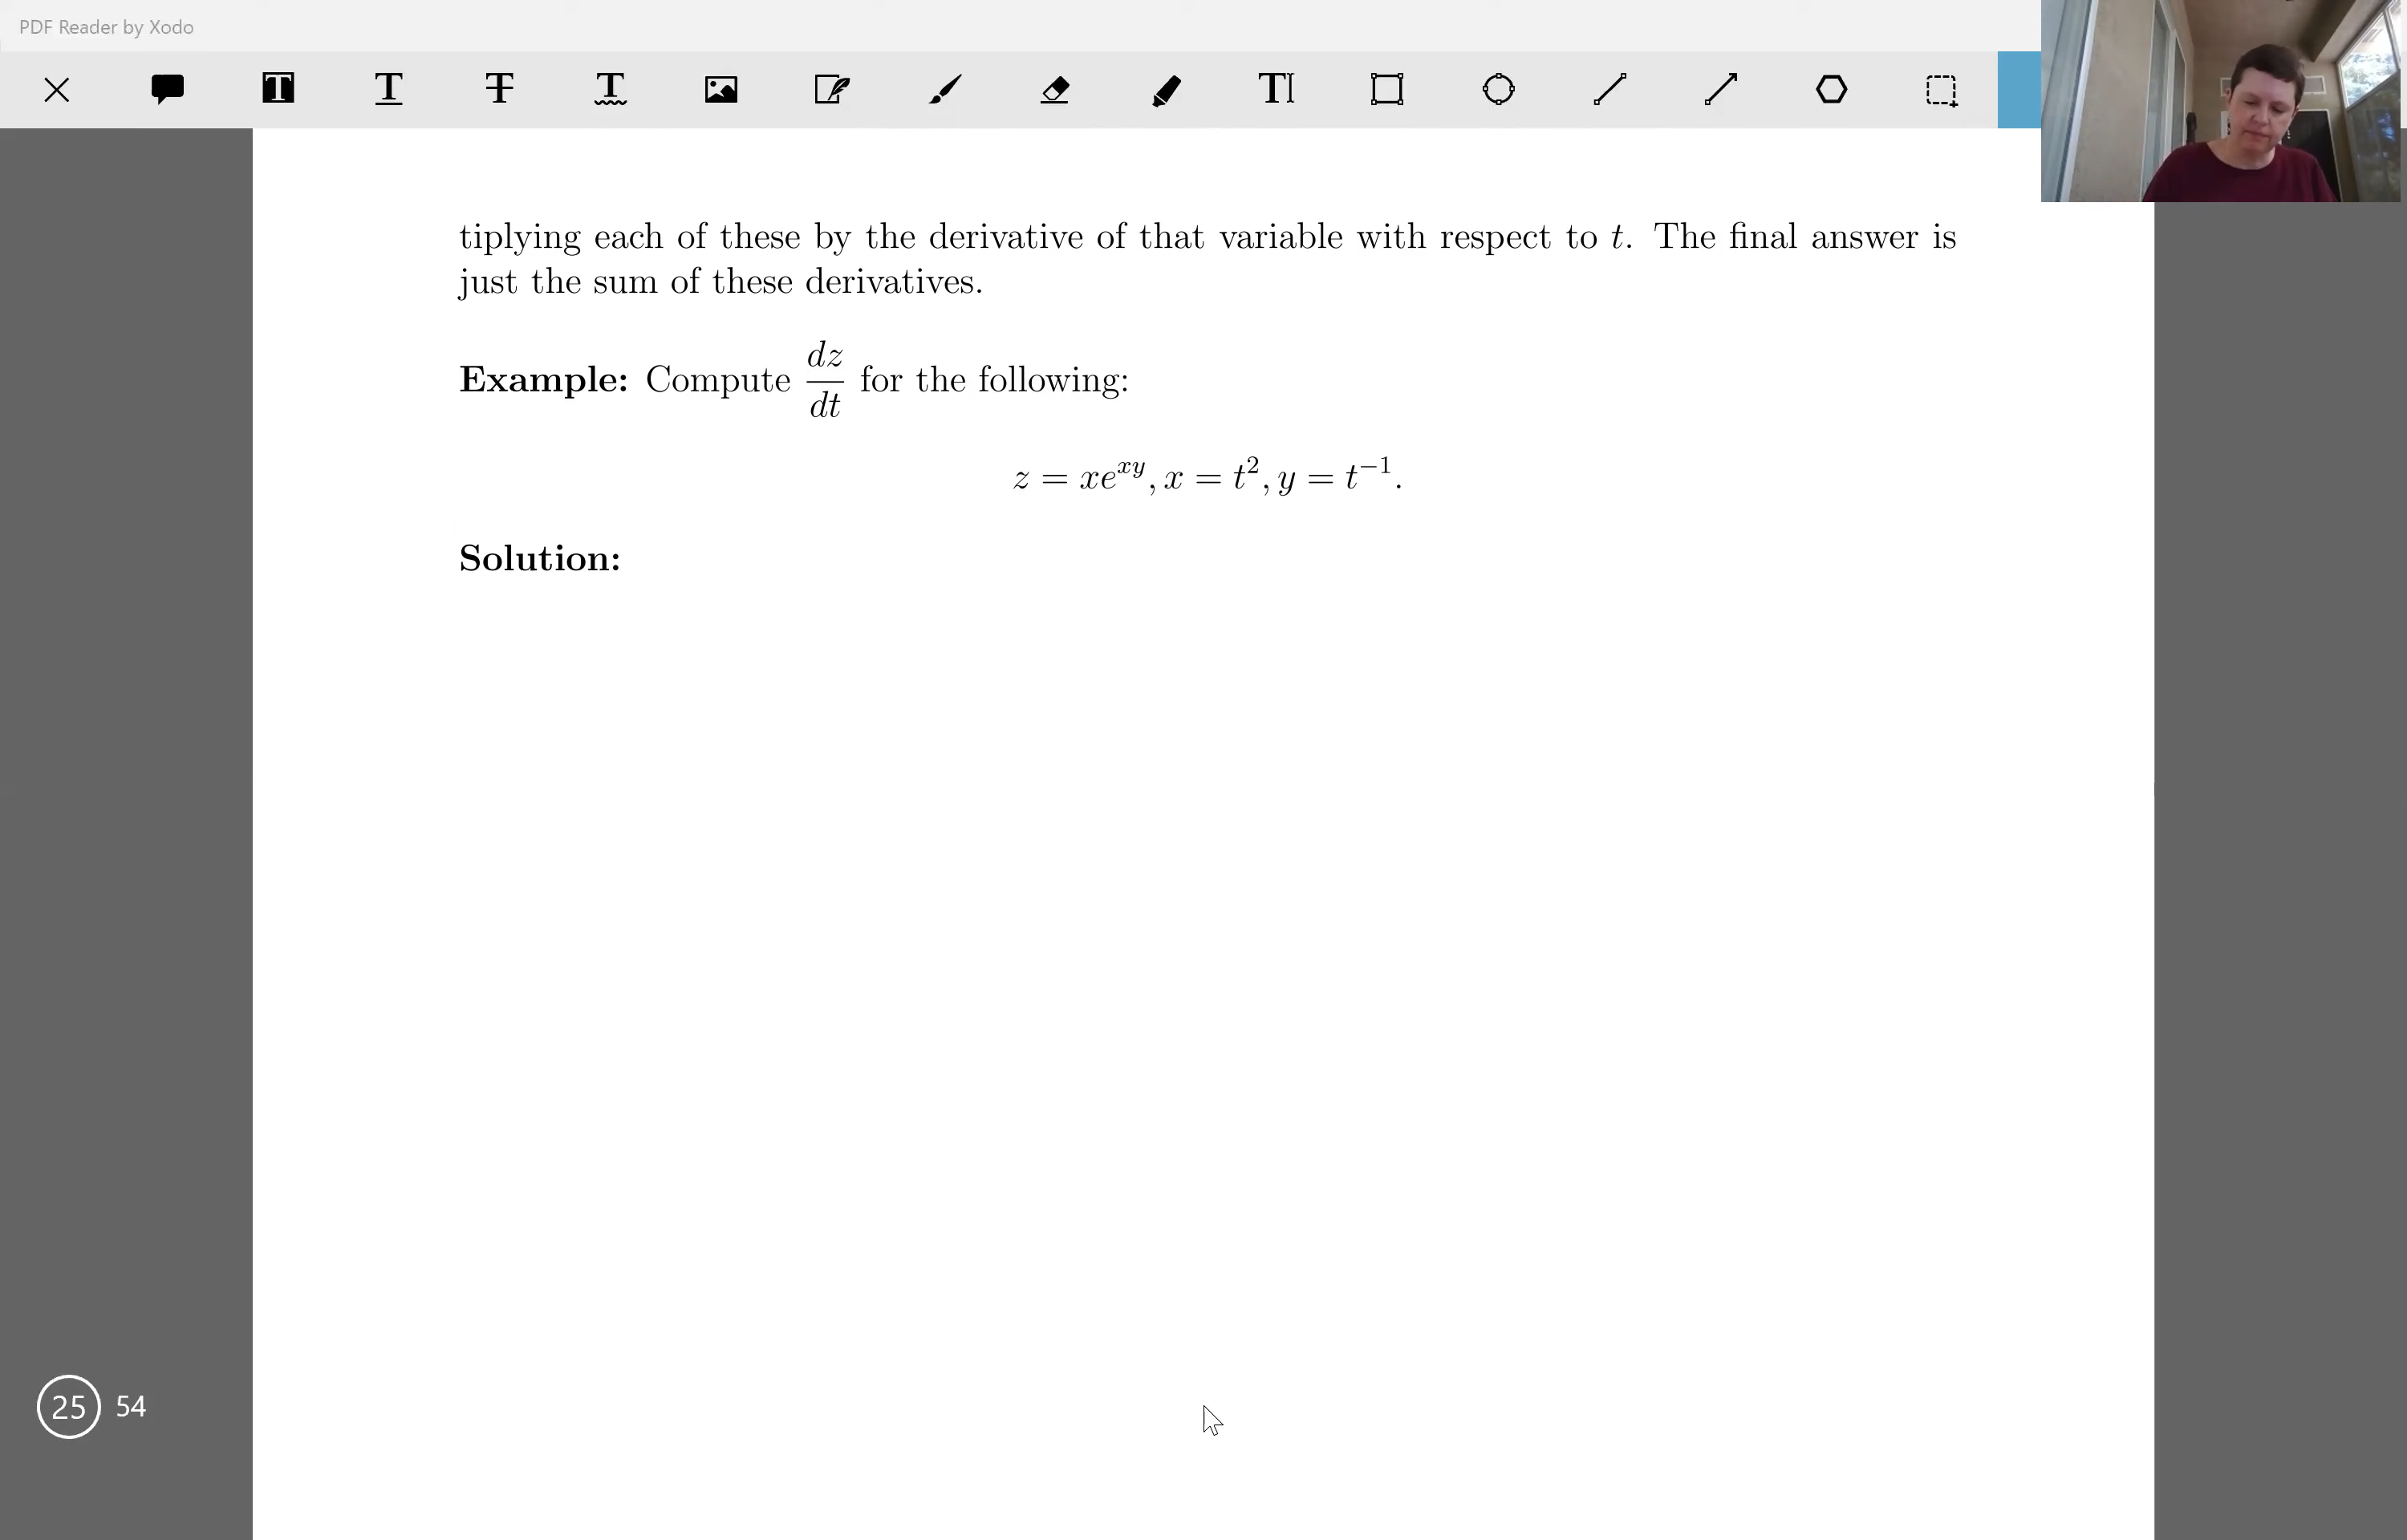 PDF Reader by Xodo
tiplying each of these by the derivative of that variable with respect to t. The final answer is
just the sum of these derivatives.
Example: Compute dz/dt for the following:
z = xe^{xy}, x = t^2, y = t^{-1}.
Solution:
25 54